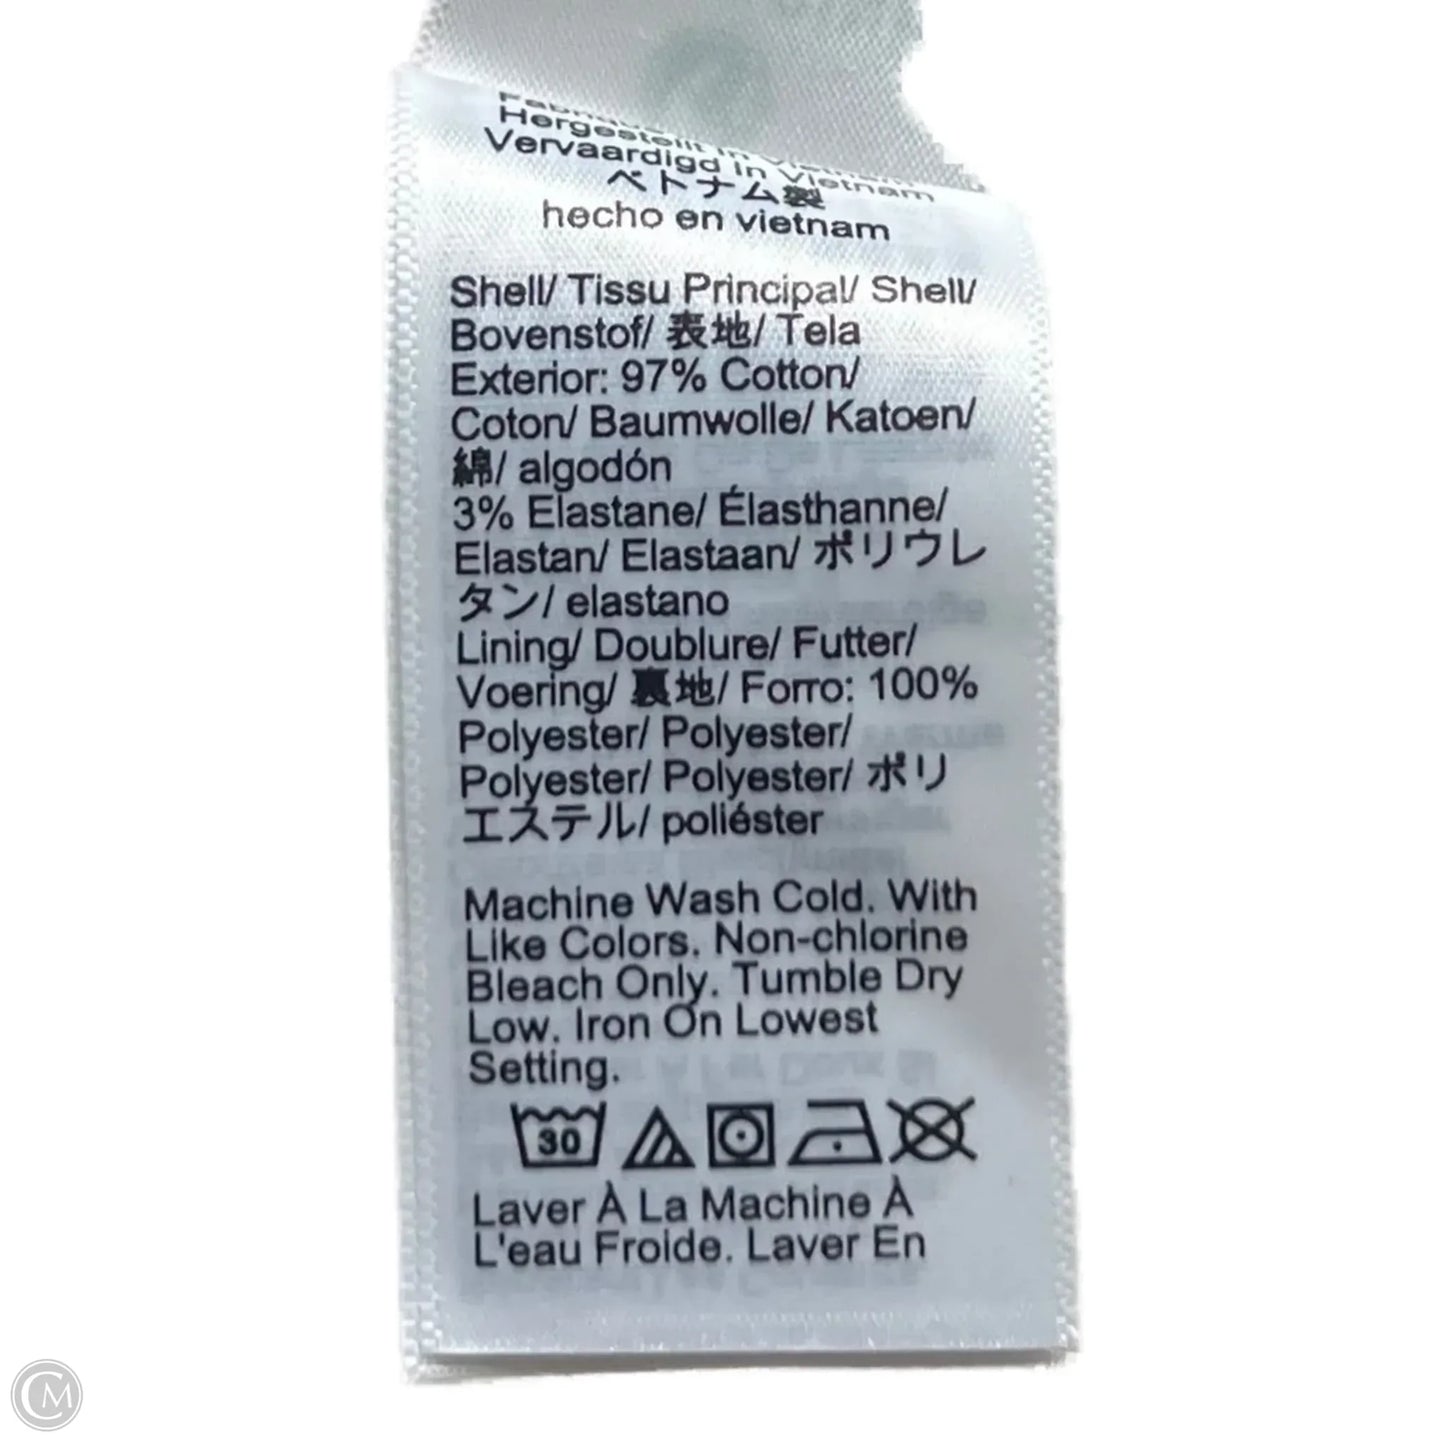 Hergestellt in Vietnam
Vervaardigd in Vietnam
ベトナム製
hecho en vietnam
Shell/ Tissu Principal/ Shell/
Bovenstof/ 表地/ Tela
Exterior: 97% Cotton/
Coton/ Baumwolle/ Katoen/
綿/ algodón
3% Elastane/ Élasthanne/
Elastan/ Elastaan/ ポリウレ
タン/ elastano
Lining/ Doublure/ Futter/
Voering/ 裏地/ Forro: 100%
Polyester/ Polyester/
Polyester/ Polyester/ ポリ
エステル/ poliéster
Machine Wash Cold. With
Like Colors. Non-chlorine
Bleach Only. Tumble Dry
Low. Iron On Lowest
Setting.
30
Laver À La Machine À
L'eau Froide. Laver En
CM